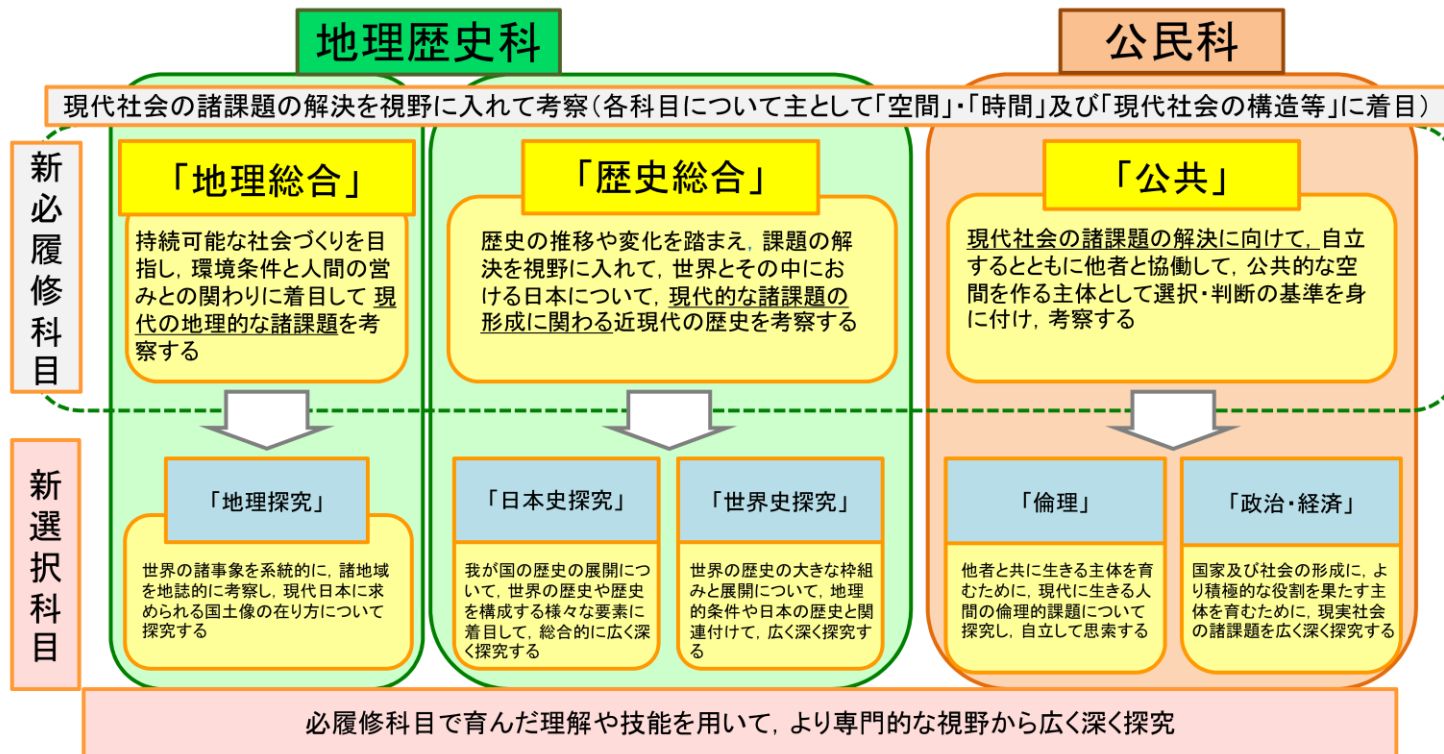 地理歴史科
公民科
現代社会の諸課題の解決を視野に入れて考察（各科目について主として「空間」・「時間」及び「現代社会の構造等」に着目）
新必履修科目
「地理総合」
持続可能な社会づくりを目
指し，環境条件と人間の営
みとの関わりに着目して 現
代の地理的な諸課題を考
察する
「歴史総合」
歴史の推移や変化を踏まえ，課題の解
決を視野に入れて，世界とその中にお
ける日本について，現代的な諸課題の
形成に関わる近現代の歴史を考察する
「公共」
現代社会の諸課題の解決に向けて，自立
するとともに他者と協働して，公共的な空
間を作る主体として選択・判断の基準を身
に付け，考察する
新選択科目
「地理探究」
世界の諸事象を系統的に，諸地域
を地誌的に考察し，現代日本に求
められる国土像の在り方について
探究する
「日本史探究」
我が国の歴史の展開につ
いて，世界の歴史や歴史
を構成する様々な要素に
着目して，総合的に広く深
く探究する
「世界史探究」
世界の歴史の大きな枠組
みと展開について，地理
的条件や日本の歴史と関
連付けて，広く深く探究す
る
「倫理」
他者と共に生きる主体を育
むために，現代に生きる人
間の倫理的課題について
探究し，自立して思索する
「政治・経済」
国家及び社会の形成に，よ
り積極的な役割を果たす主
体を育むために，現実社会
の諸課題を広く深く探究する
必履修科目で育んだ理解や技能を用いて，より専門的な視野から広く深く探究